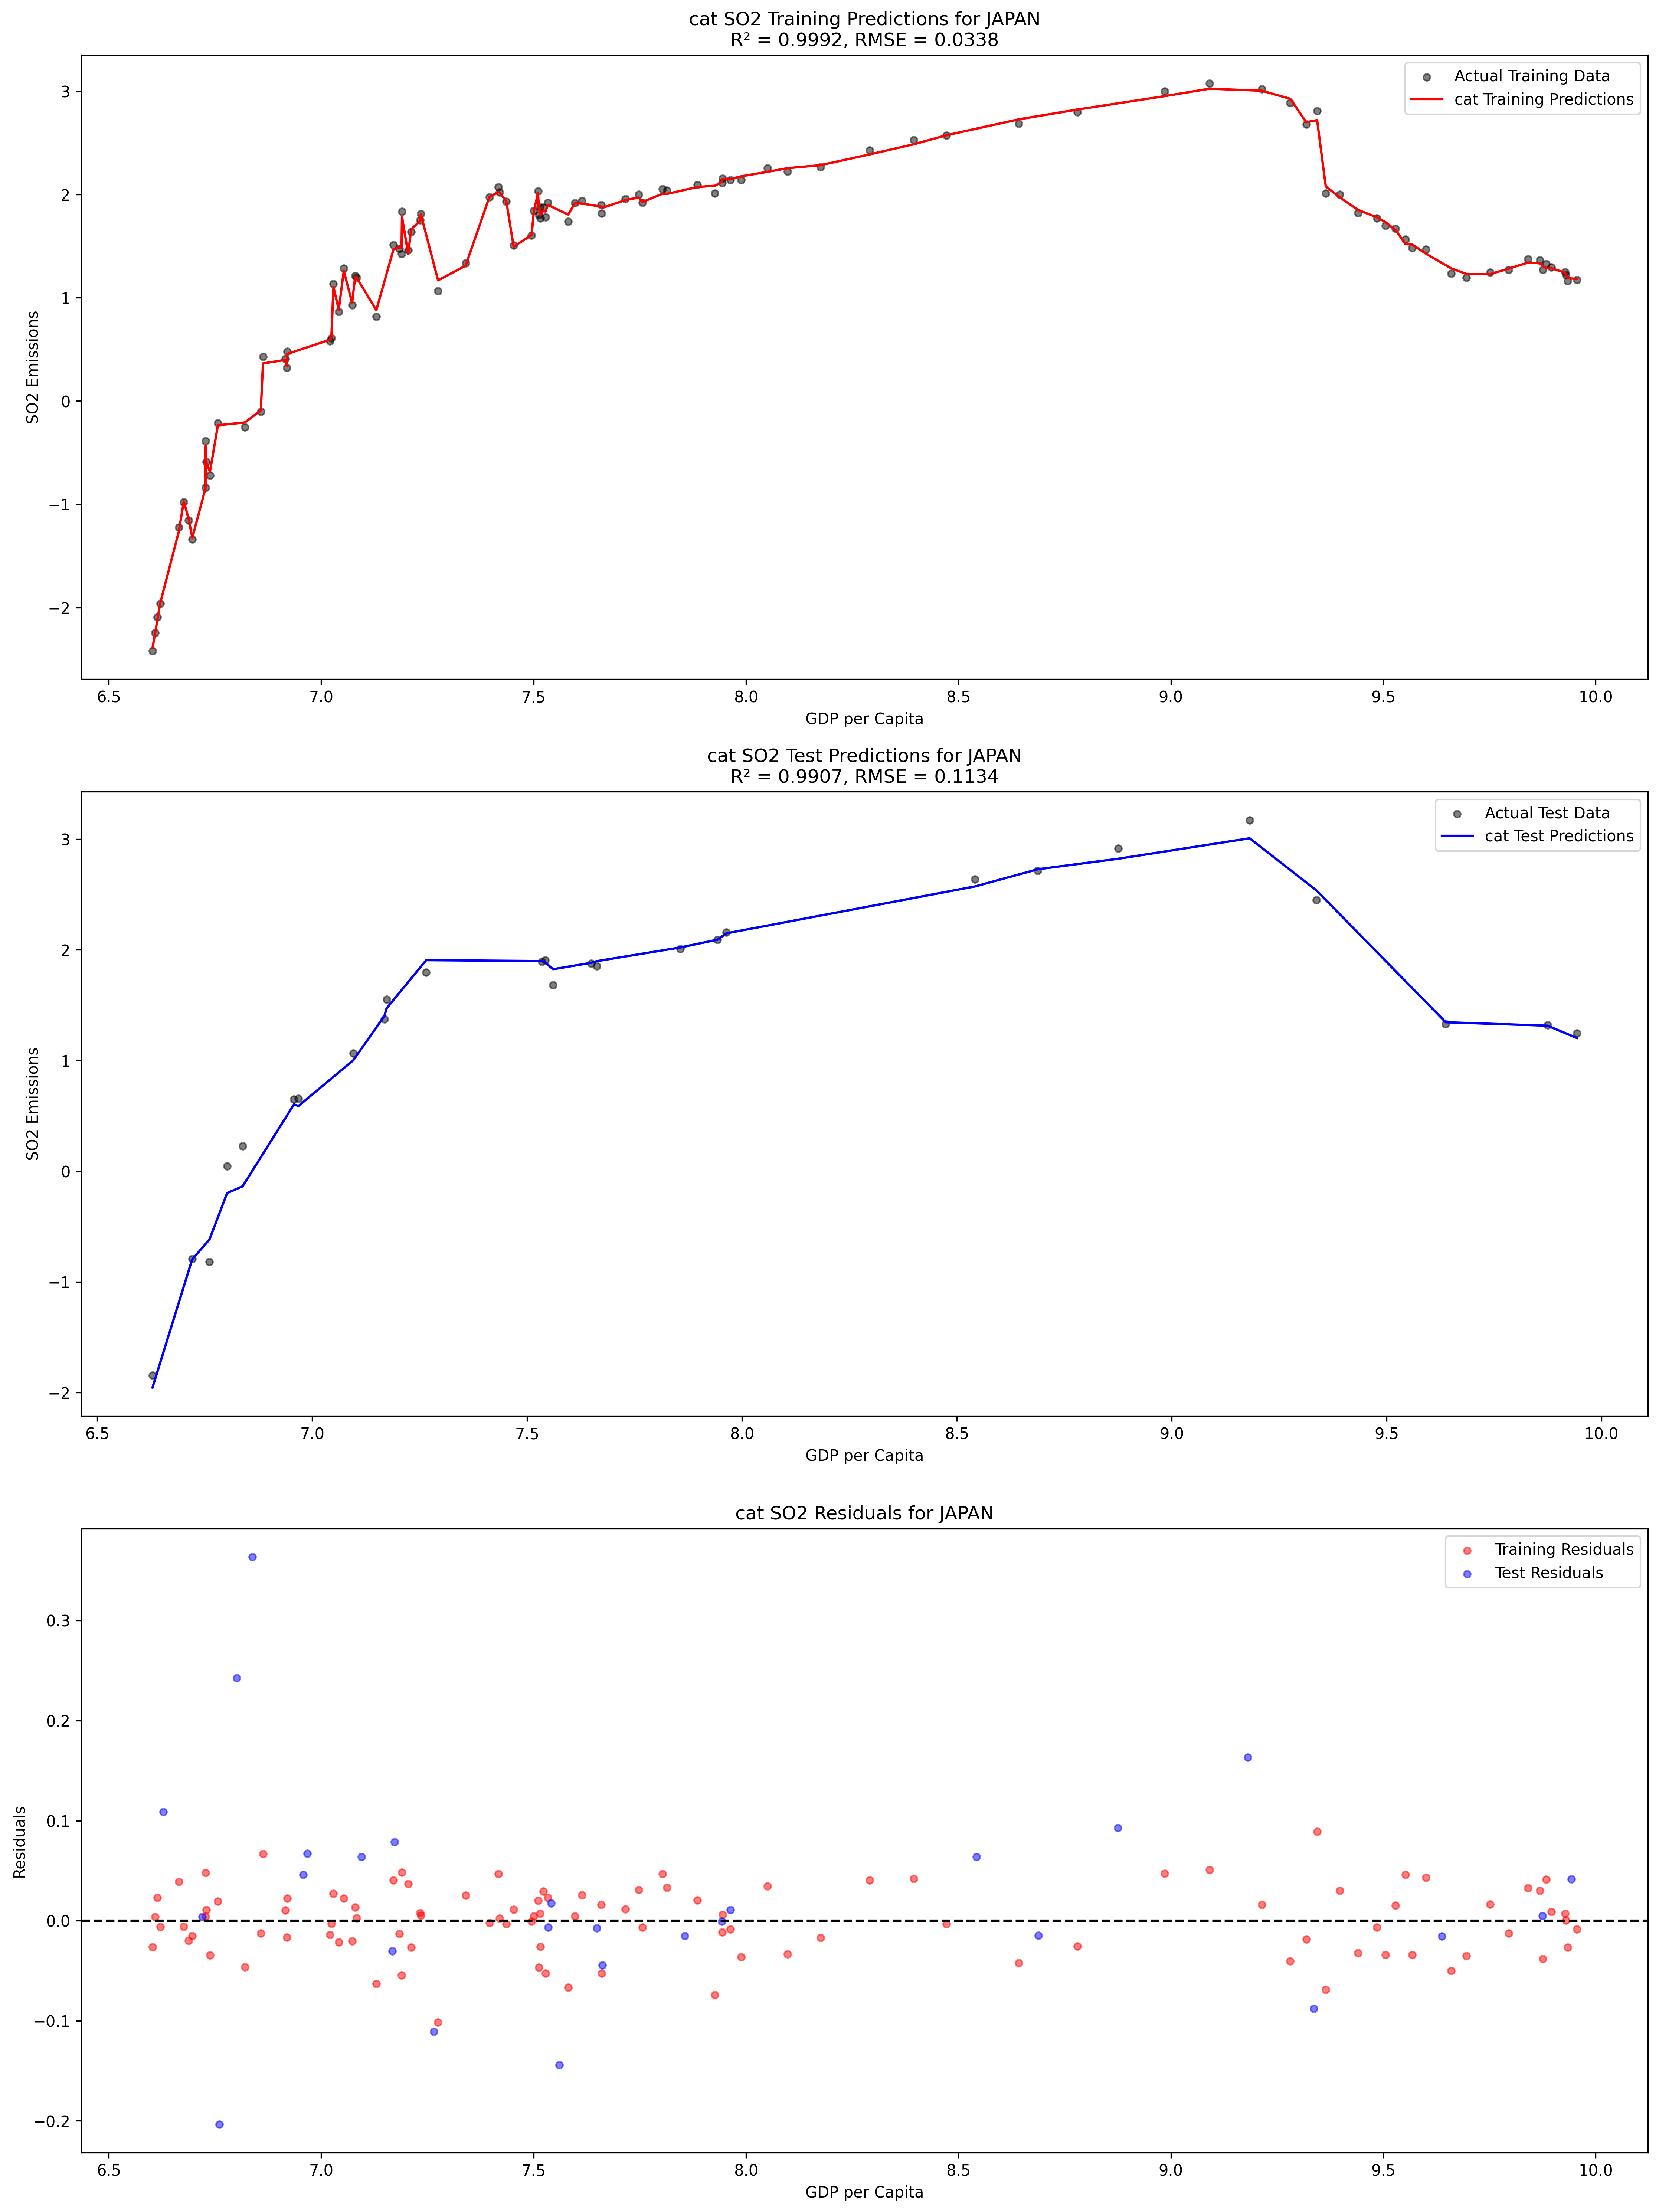 cat SO2 Training Predictions for JAPAN
R² = 0.9992, RMSE = 0.0338
Actual Training Data
cat Training Predictions
SO2 Emissions
3
2
1
0
−1
−2
6.5 7.0 7.5 8.0 8.5 9.0 9.5 10.0
GDP per Capita
cat SO2 Test Predictions for JAPAN
R² = 0.9907, RMSE = 0.1134
Actual Test Data
cat Test Predictions
SO2 Emissions
3
2
1
0
−1
−2
6.5 7.0 7.5 8.0 8.5 9.0 9.5 10.0
GDP per Capita
cat SO2 Residuals for JAPAN
Training Residuals
Test Residuals
Residuals
0.3
0.2
0.1
0.0
−0.1
−0.2
6.5 7.0 7.5 8.0 8.5 9.0 9.5 10.0
GDP per Capita